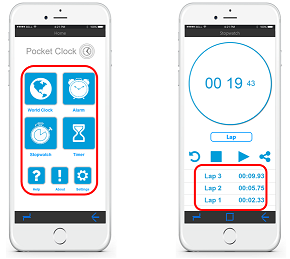 Home
Pocket Clock
World Clock
Alarm
Stopwatch
Timer
?
!
Help
About
Settings
Stopwatch
00 19 43
Lap
Lap 3 00:09.93
Lap 2 00:05.75
Lap 1 00:02.33